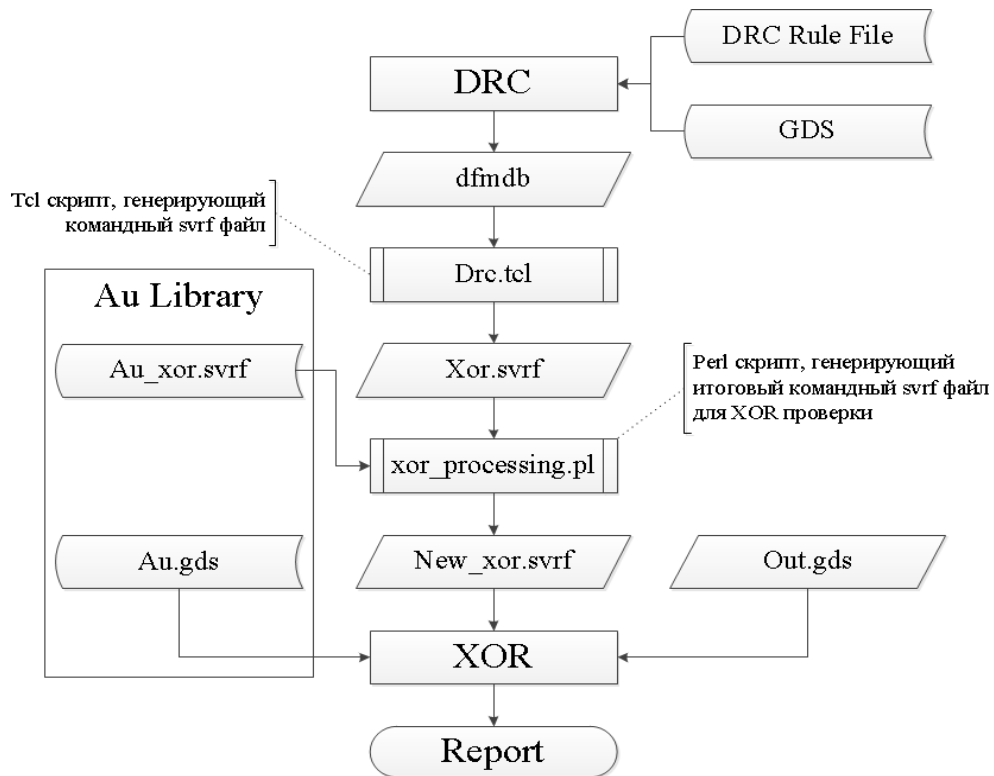 DRC Rule File
DRC
GDS
dfmdb
Tcl скрипт, генерирующий
командный svrf файл
Drc.tcl
Au Library
Au_xor.svrf
Xor.svrf
Perl скрипт, генерирующий
итоговый командный svrf файл
для XOR проверки
xor_processing.pl
Au.gds
New_xor.svrf
Out.gds
XOR
Report